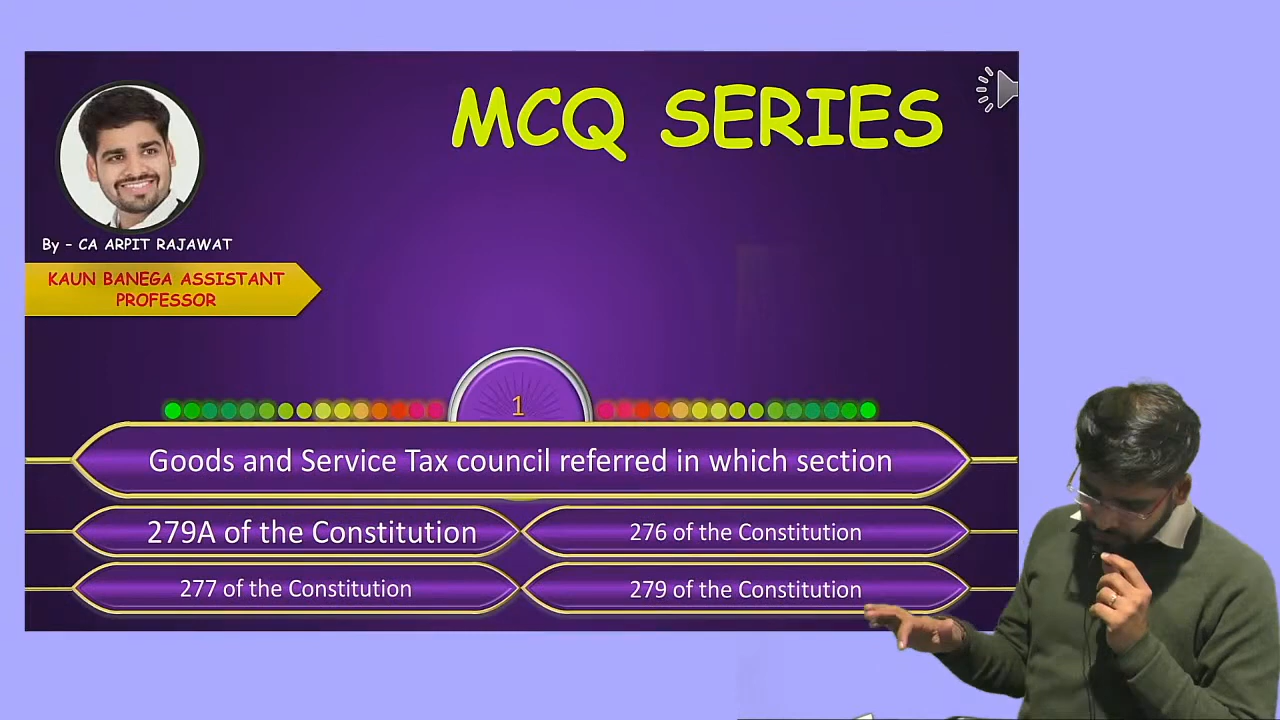 MCQ SERIES
By – CA ARPIT RAJAWAT
KAUN BANEGA ASSISTANT
PROFESSOR
1
Goods and Service Tax council referred in which section
279A of the Constitution
276 of the Constitution
277 of the Constitution
279 of the Constitution